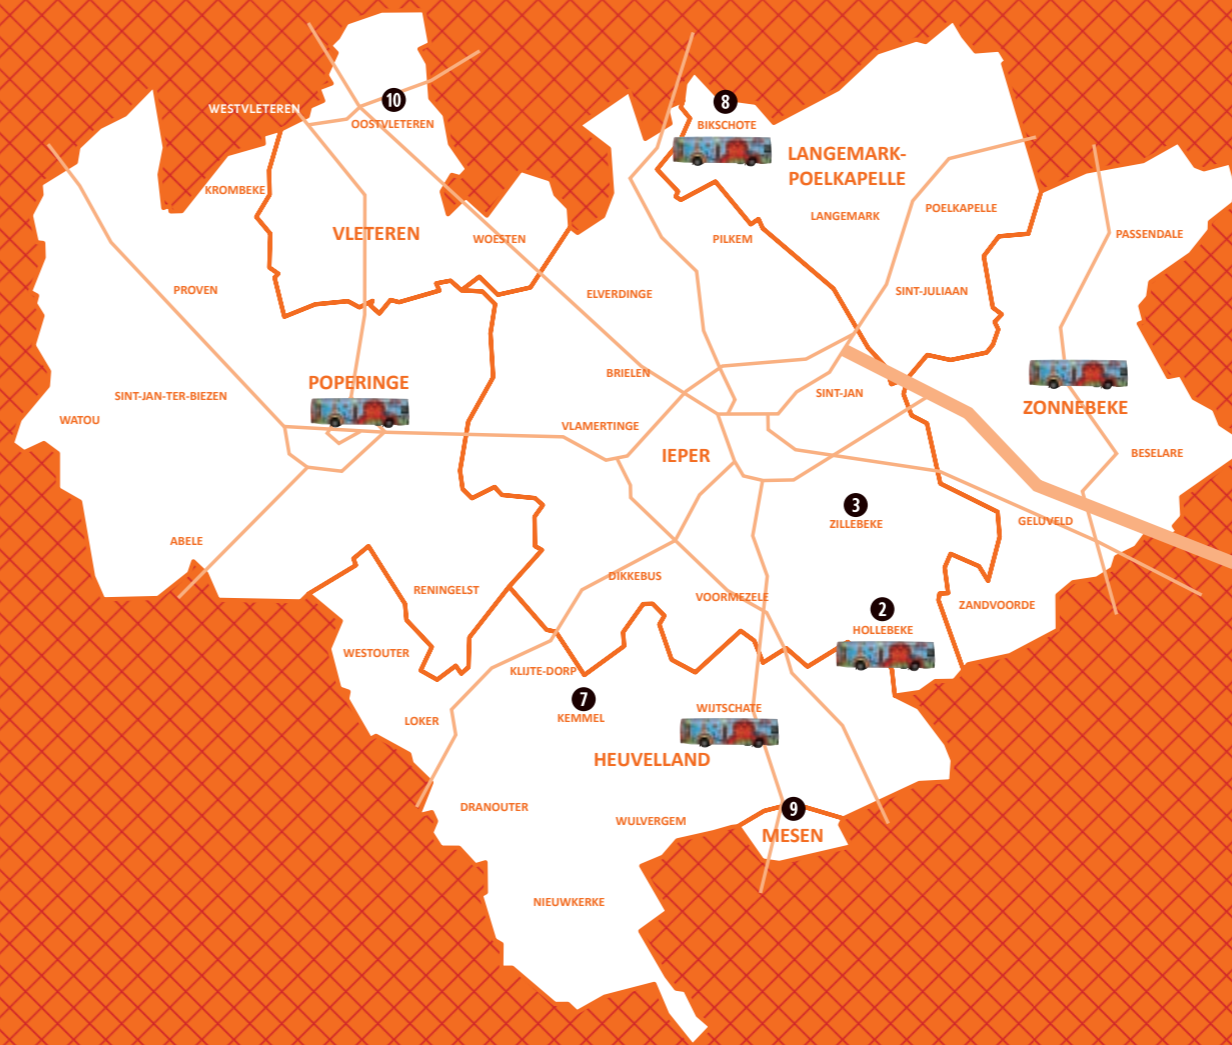 10
8
WESTVLETEREN
OOSTVLETEREN
BIKSCHOTE
LANGEMARK-
POELKAPELLE
KROMBEKE
LANGEMARK
POELKAPELLE
VLETEREN
WOESTEN
PILKEM
PASSENDALE
PROVEN
ELVERDINGE
SINT-JULIAAN
POPERINGE
BRIELEN
SINT-JAN-TER-BIEZEN
SINT-JAN
ZONNEBEKE
WATOU
VLAMERTINGE
IEPER
BESELARE
3
ZILLEBEKE
GELUVELD
ABELE
DIKKEBUS
RENINGELST
VOORMEZELE
2
ZANDVOORDE
HOLLEBEKE
WESTOUTER
KLIJTE-DORP
7
KEMMEL
WIJTSCHATE
LOKER
HEUVELLAND
DRANOUTER
9
WULVERGEM
MESEN
NIEUWKERKE